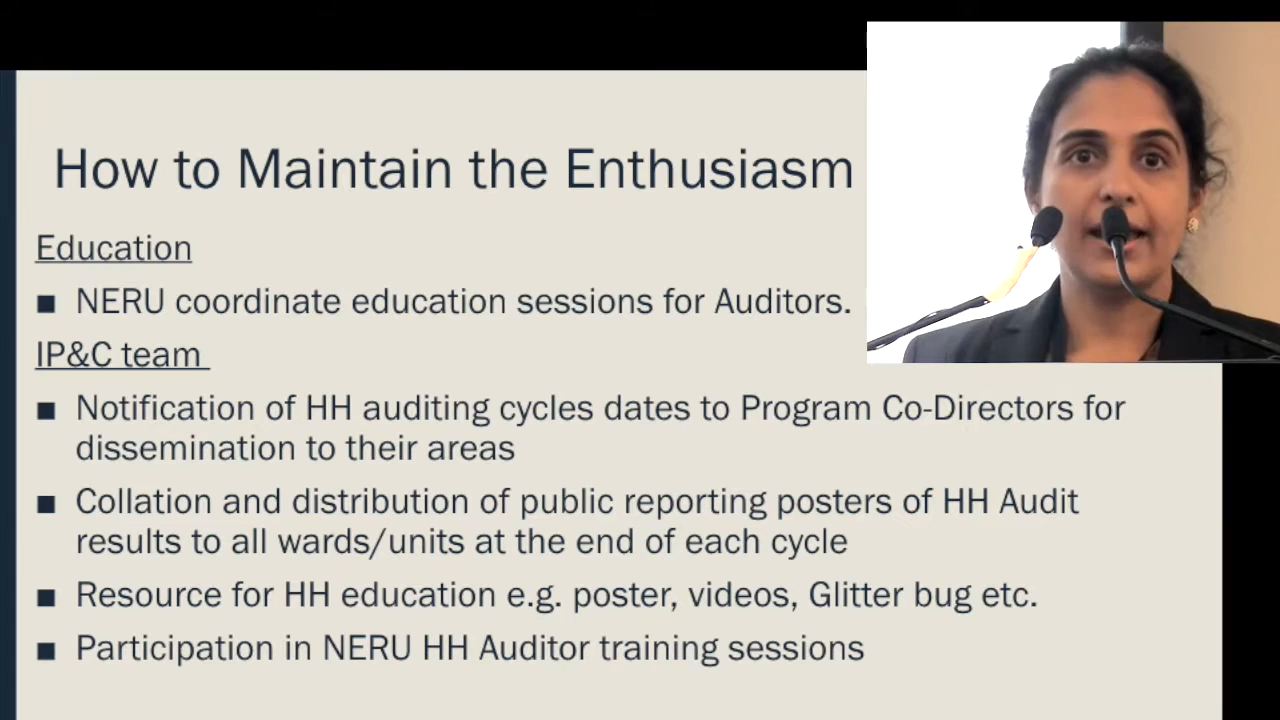 How to Maintain the Enthusiasm
Education
■ NERU coordinate education sessions for Auditors.
IP&C team
■ Notification of HH auditing cycles dates to Program Co-Directors for
dissemination to their areas
■ Collation and distribution of public reporting posters of HH Audit
results to all wards/units at the end of each cycle
■ Resource for HH education e.g. poster, videos, Glitter bug etc.
■ Participation in NERU HH Auditor training sessions